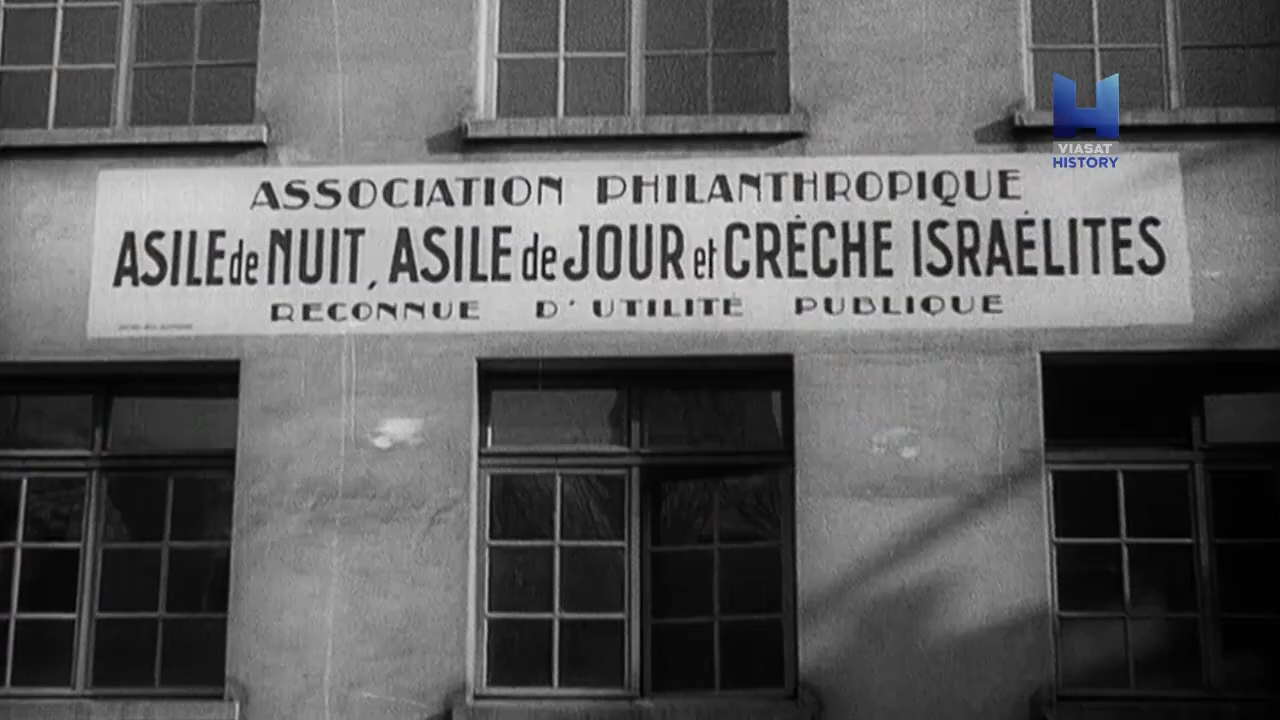 VIASAT
HISTORY
ASSOCIATION PHILANTHROPIQUE
ASILE de NUIT, ASILE de JOUR et CRÈCHE ISRAÉLITES
RECONNUE D'UTILITÉ PUBLIQUE